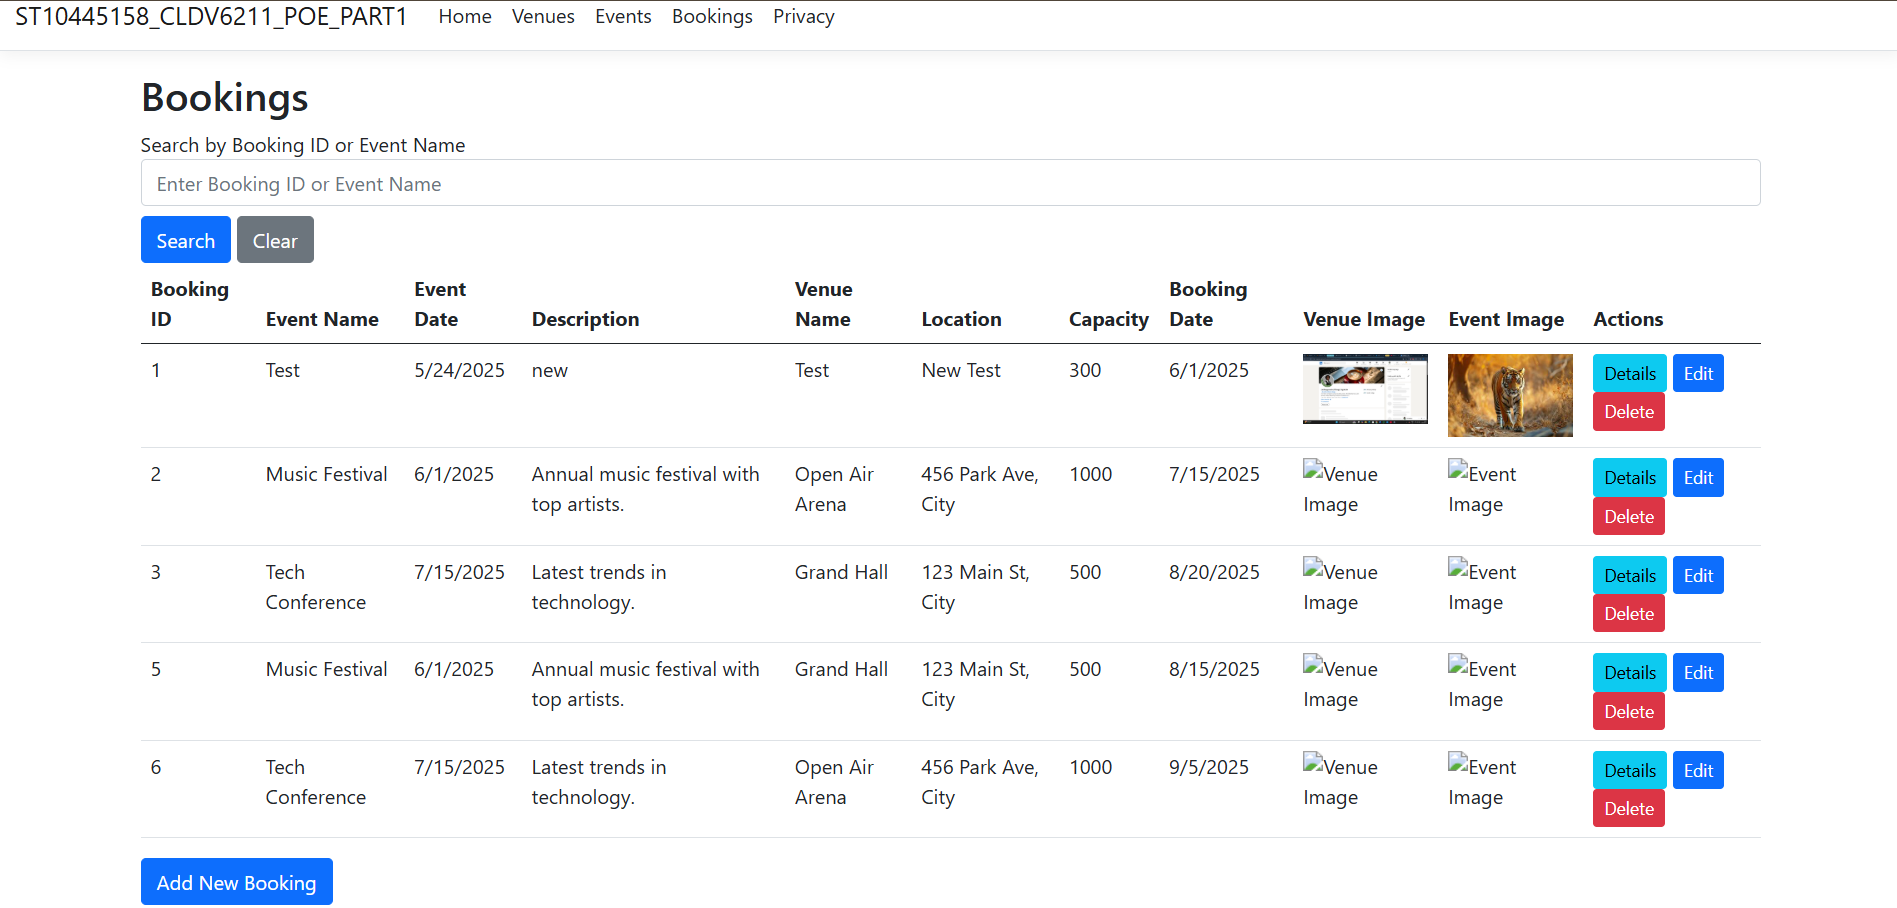 ST10445158_CLDV6211_POE_PART1 Home Venues Events Bookings Privacy
Bookings
Search by Booking ID or Event Name
Enter Booking ID or Event Name
Search Clear
Booking ID Event Name Event Date Description Venue Name Location Capacity Booking Date Venue Image Event Image Actions
1 Test 5/24/2025 new Test New Test 300 6/1/2025 Details Edit
Delete
2 Music Festival 6/1/2025 Annual music festival with Open Air 456 Park Ave, 1000 7/15/2025 Venue Event Details Edit
top artists. Arena City Image Image Delete
3 Tech 7/15/2025 Latest trends in Grand Hall 123 Main St, 500 8/20/2025 Venue Event Details Edit
Conference technology. City Image Image Delete
5 Music Festival 6/1/2025 Annual music festival with Grand Hall 123 Main St, 500 8/15/2025 Venue Event Details Edit
top artists. City Image Image Delete
6 Tech 7/15/2025 Latest trends in Open Air 456 Park Ave, 1000 9/5/2025 Venue Event Details Edit
Conference technology. Arena City Image Image Delete
Add New Booking